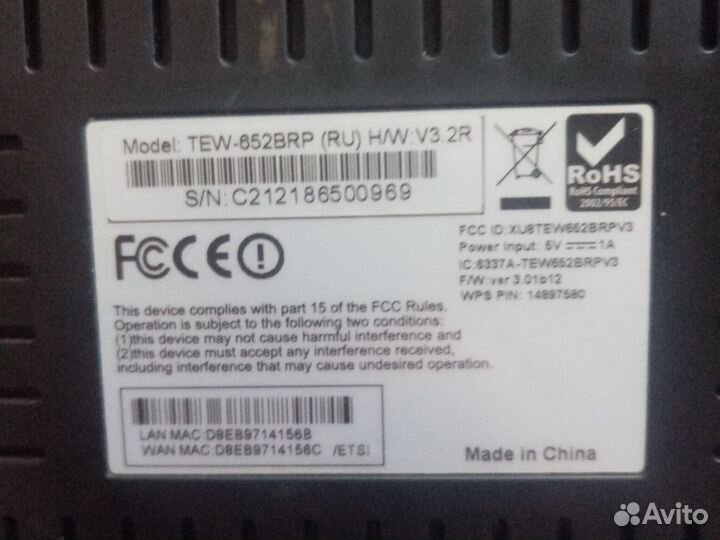 Model: TEW-652BRP (RU) H/W:V3.2R
S/N:C212186500969
RoHS
RoHS Compliant
2002/95/EC
FCC ID:XU8TEW652BRPV3
Power Input: 5V⎓1A
IC:6337A-TEW652BRPV3
F/W:ver 3.01b12
WPS PIN: 14897580
FC CE
This device complies with part 15 of the FCC Rules.
Operation is subject to the following two conditions:
(1)this device may not cause harmful interference and
(2)this device must accept any interference received,
including interference that may cause undesired operation.
LAN MAC:D8EB9714156B
WAN MAC:D8EB9714156C /ETSI
Made in China
Avito